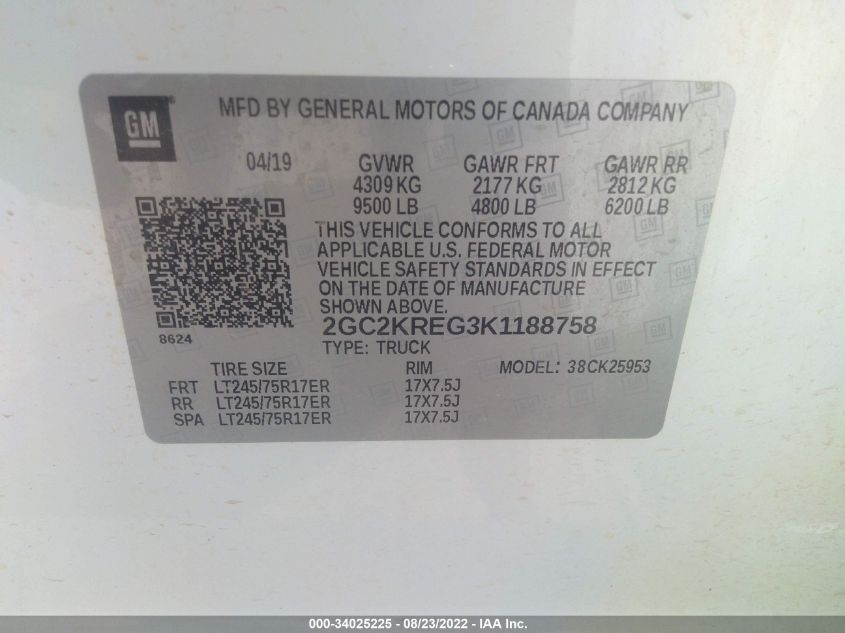 GM
MFD BY GENERAL MOTORS OF CANADA COMPANY
04/19 GVWR GAWR FRT GAWR RR
4309 KG 2177 KG 2812 KG
9500 LB 4800 LB 6200 LB
THIS VEHICLE CONFORMS TO ALL
APPLICABLE U.S. FEDERAL MOTOR
VEHICLE SAFETY STANDARDS IN EFFECT
ON THE DATE OF MANUFACTURE
SHOWN ABOVE.
2GC2KREG3K1188758
8624
TYPE: TRUCK
TIRE SIZE RIM MODEL: 38CK25953
FRT LT245/75R17ER 17X7.5J
RR LT245/75R17ER 17X7.5J
SPA LT245/75R17ER 17X7.5J
000-34025225 - 08/23/2022 - IAA Inc.